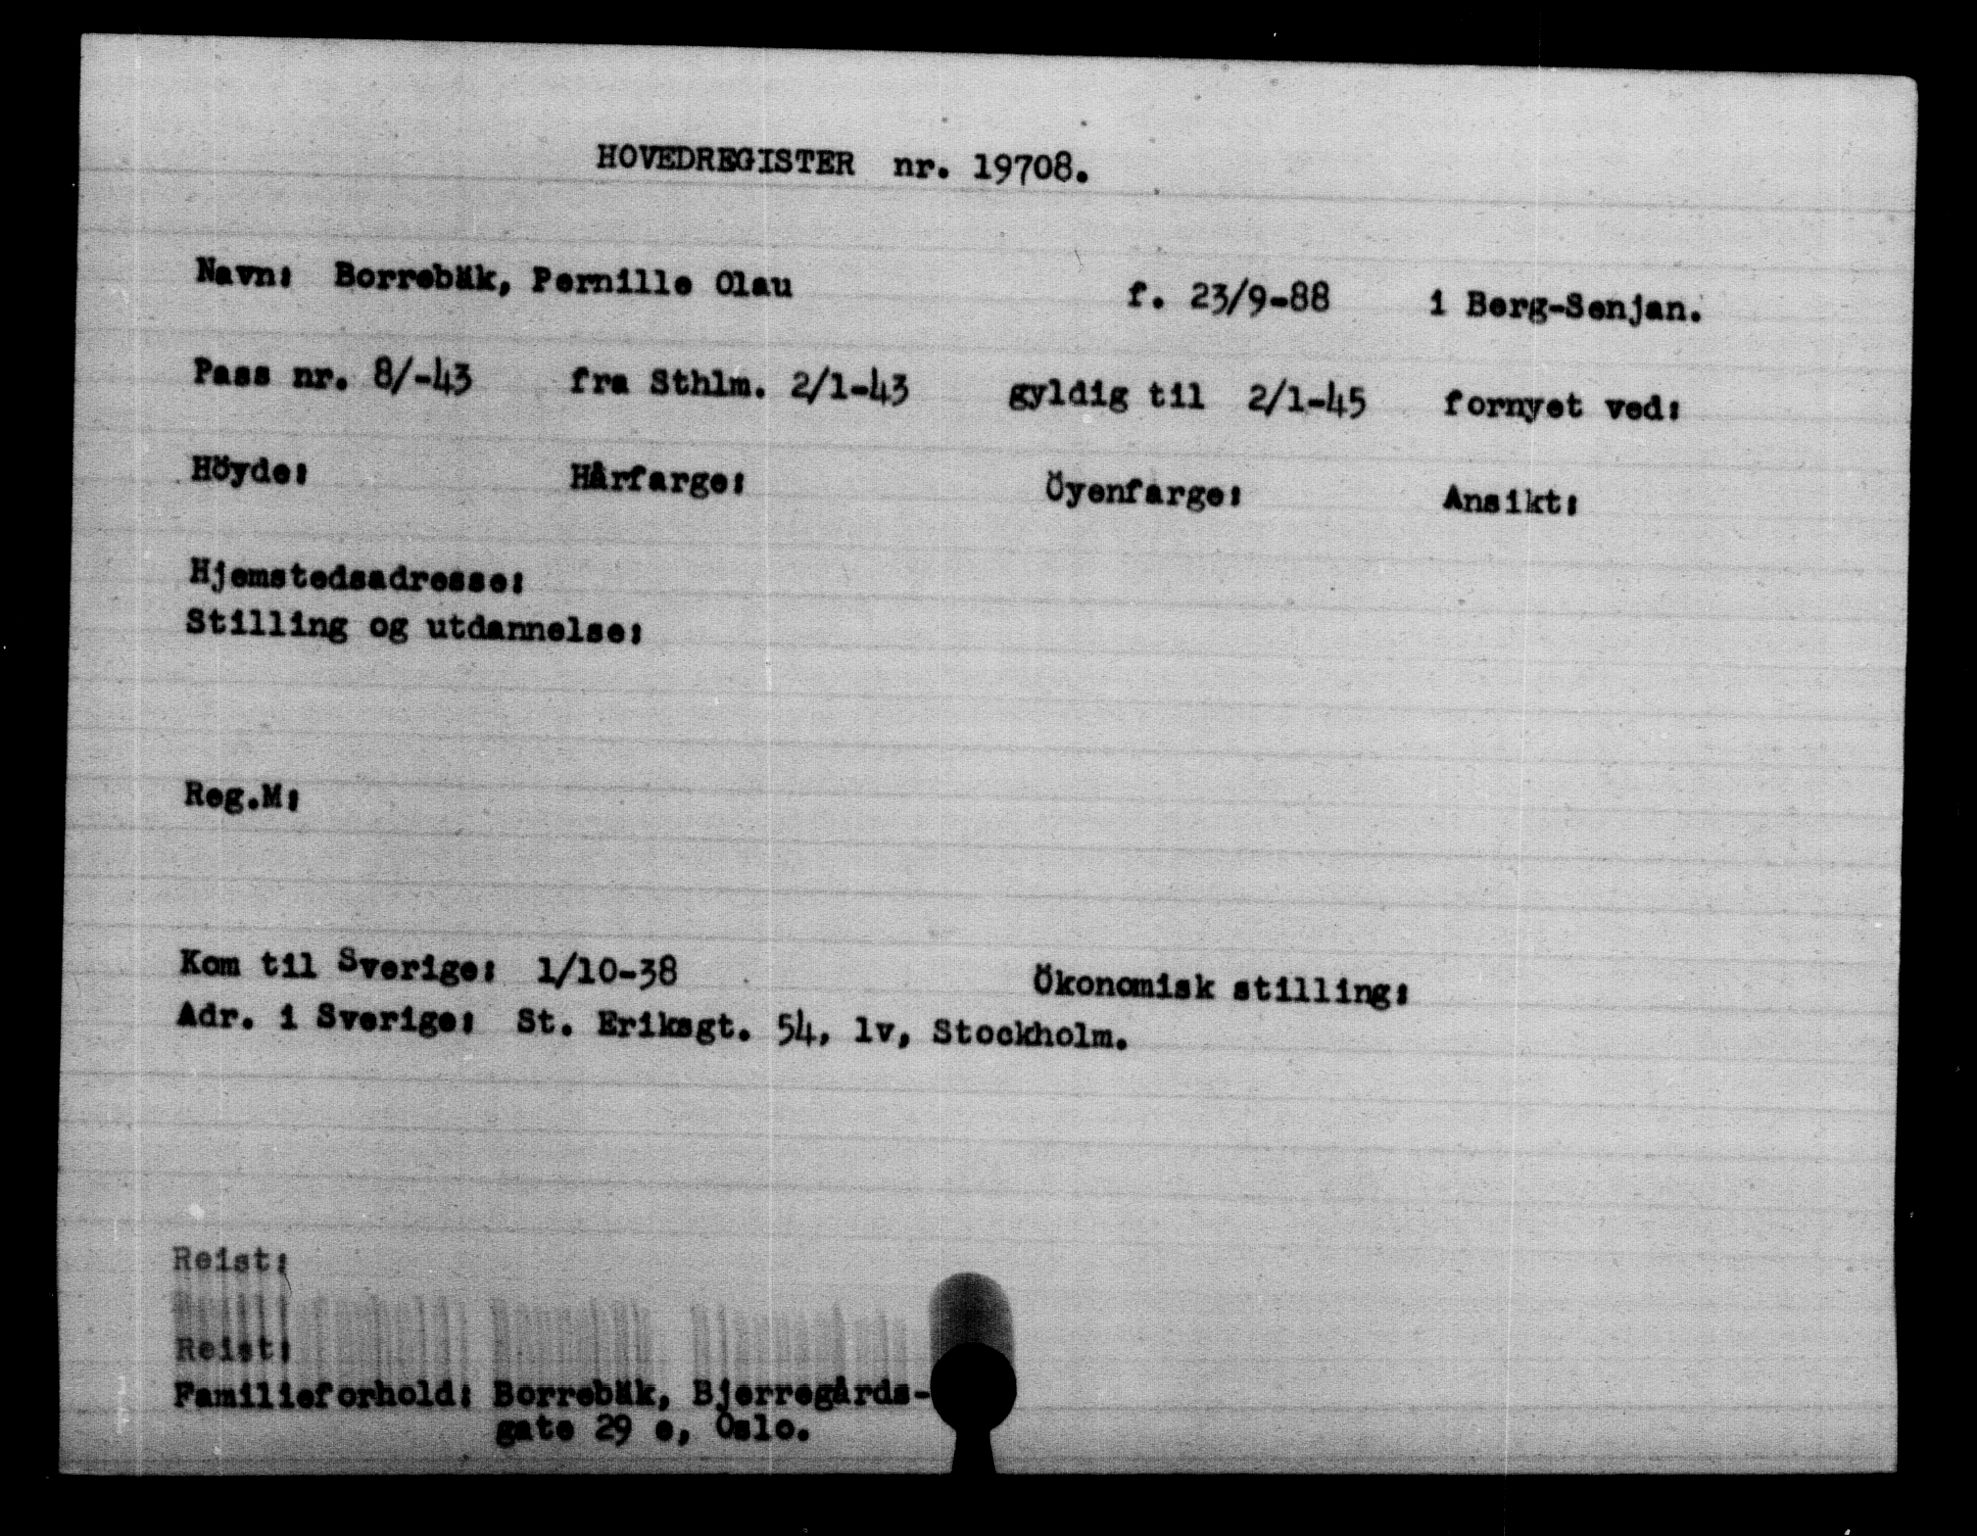 HOVEDREGISTER nr. 19708.
Navn: Borrebäk, Pernille Olau f. 23/9-88 i Berg-Senjan.
Pass nr. 8/-43 fra Sthlm. 2/1-43 gyldig til 2/1-45 fornyet ved:
Höyde: Hårfarge: Öyenfarge: Ansikt:
Hjemstedsadresse:
Stilling og utdannelse:
Reg.M:
Kom til Sverige: 1/10-38 Ökonomisk stilling:
Adr. i Sverige: St. Eriksgt. 54, lv, Stockholm.
Reist:
Reist:
Familieforhold: Borrebäk, Bjerregårds-
gate 29 e, Oslo.